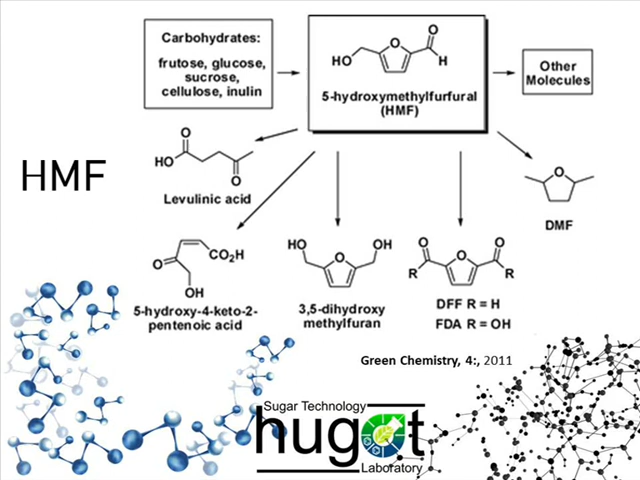 Carbohydrates:
frutose, glucose,
sucrose,
cellulose, inulin
HO
O
O
H
5-hydroxymethylfurfural
(HMF)
Other
Molecules
HMF
O
HO
O
Levulinic acid
O
DMF
O
CO₂H
OH
5-hydroxy-4-keto-2-
pentenoic acid
HO
O
OH
3,5-dihydroxy
methylfuran
O
O
R
O
R
DFF R = H
FDA R = OH
Green Chemistry, 4:, 2011
Sugar Technology
hugot
Laboratory